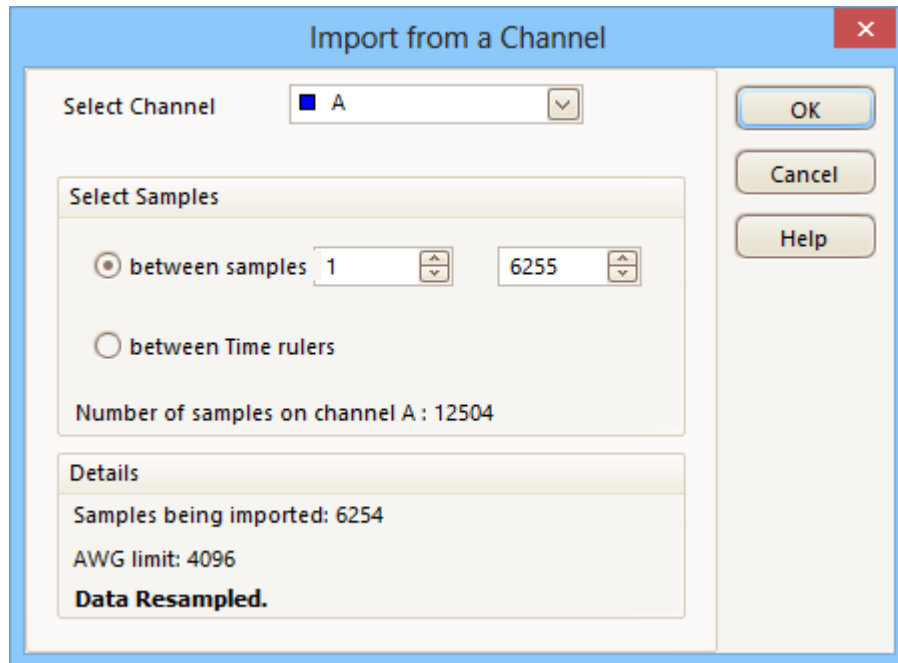 Import from a Channel
Select Channel
A
OK
Cancel
Help
Select Samples
between samples 1 6255
between Time rulers
Number of samples on channel A : 12504
Details
Samples being imported: 6254
AWG limit: 4096
Data Resampled.